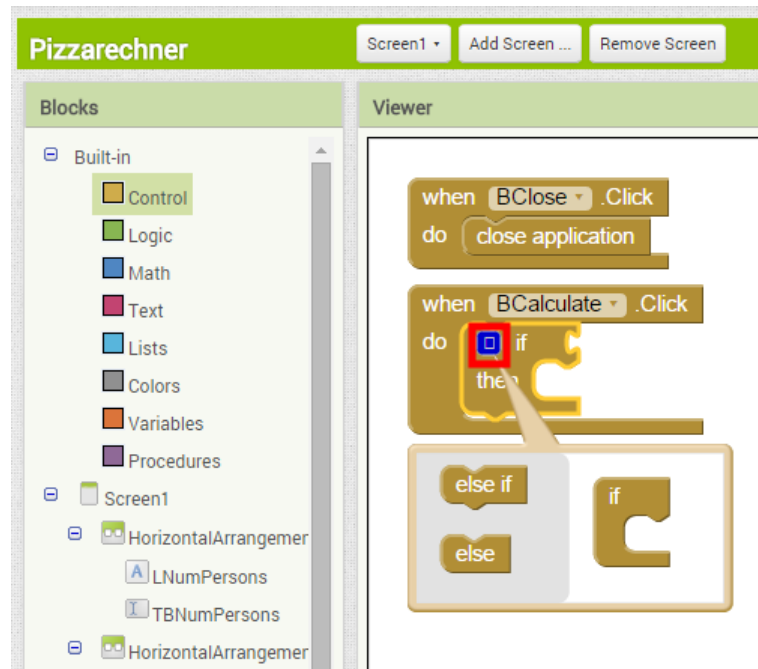 Pizzarechner
Screen1
Add Screen ...
Remove Screen
Blocks
Viewer
Built-in
Control
Logic
Math
Text
Lists
Colors
Variables
Procedures
Screen1
HorizontalArrangemer
A LNumPersons
TBNumPersons
HorizontalArrangemer
when BClose .Click
do close application
when BCalculate .Click
do if
then
else if
else
if